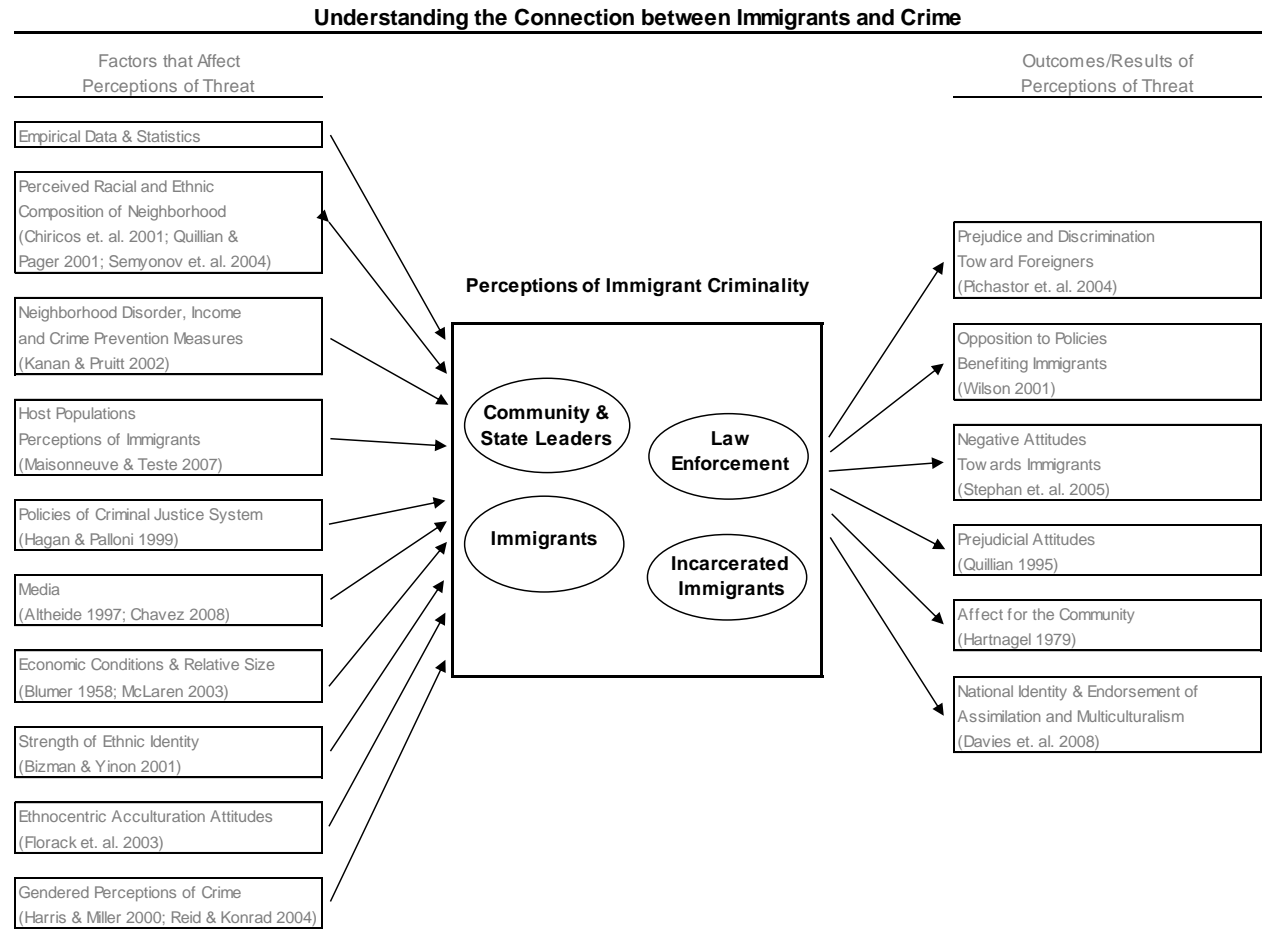 Understanding the Connection between Immigrants and Crime
Factors that Affect
Perceptions of Threat
Empirical Data & Statistics
Perceived Racial and Ethnic
Composition of Neighborhood
(Chiricos et. al. 2001; Quillian &
Pager 2001; Semyonov et. al. 2004)
Neighborhood Disorder, Income
and Crime Prevention Measures
(Kanan & Pruitt 2002)
Host Populations
Perceptions of Immigrants
(Maisonneuve & Teste 2007)
Policies of Criminal Justice System
(Hagan & Palloni 1999)
Media
(Altheide 1997; Chavez 2008)
Economic Conditions & Relative Size
(Blumer 1958; McLaren 2003)
Strength of Ethnic Identity
(Bizman & Yinon 2001)
Ethnocentric Acculturation Attitudes
(Florack et. al. 2003)
Gendered Perceptions of Crime
(Harris & Miller 2000; Reid & Konrad 2004)
Perceptions of Immigrant Criminality
Community &
State Leaders
Law
Enforcement
Immigrants
Incarcerated
Immigrants
Outcomes/Results of
Perceptions of Threat
Prejudice and Discrimination
Toward Foreigners
(Pichastor et. al. 2004)
Opposition to Policies
Benefiting Immigrants
(Wilson 2001)
Negative Attitudes
Towards Immigrants
(Stephan et. al. 2005)
Prejudicial Attitudes
(Quillian 1995)
Affect for the Community
(Hartnagel 1979)
National Identity & Endorsement of
Assimilation and Multiculturalism
(Davies et. al. 2008)